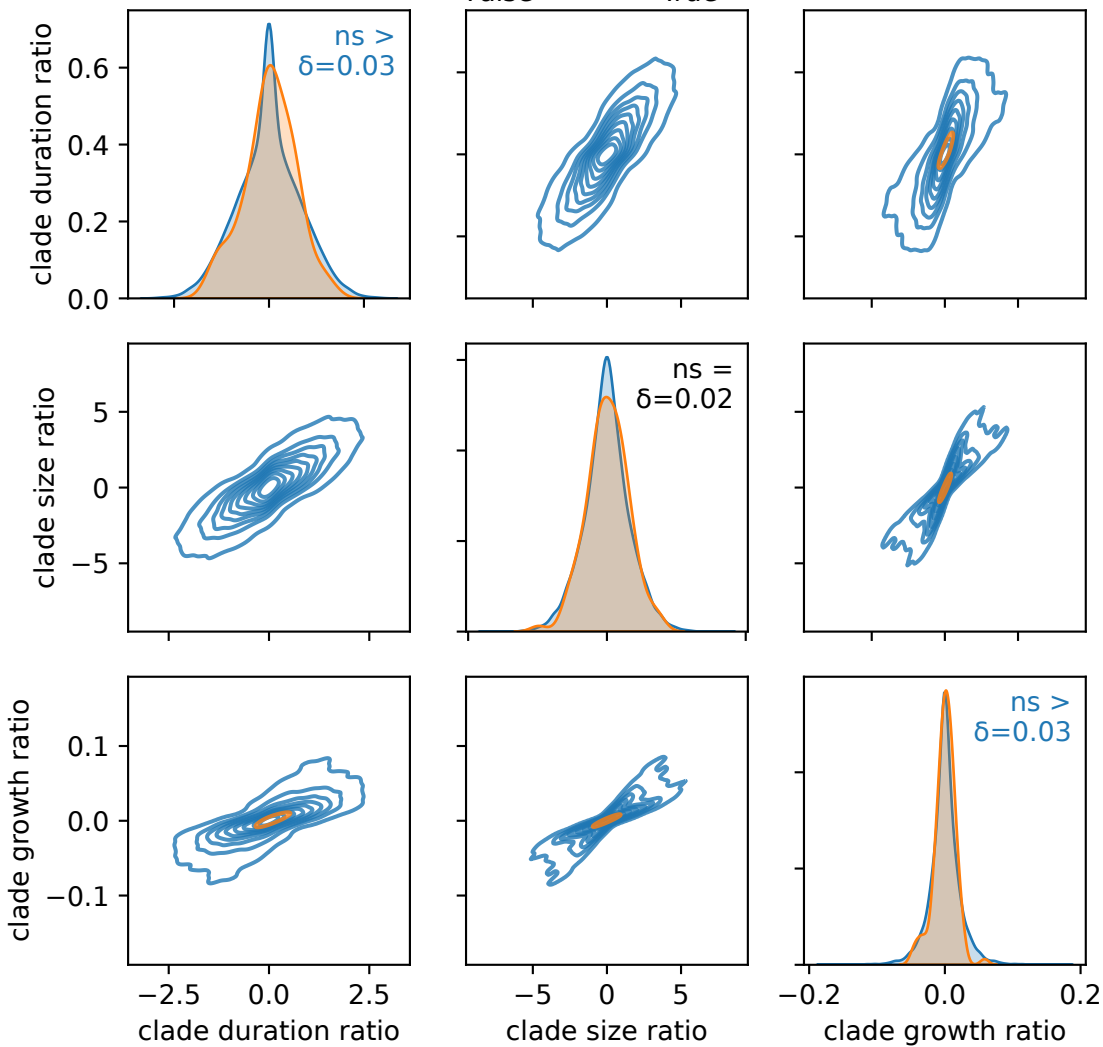 clade duration ratio
0.6
0.4
0.2
0.0
ns >
δ=0.03
clade size ratio
5
0
−5
ns =
δ=0.02
clade growth ratio
0.1
0.0
−0.1
ns >
δ=0.03
−2.5 0.0 2.5
−5 0 5
−0.2 0.0 0.2
clade duration ratio
clade size ratio
clade growth ratio